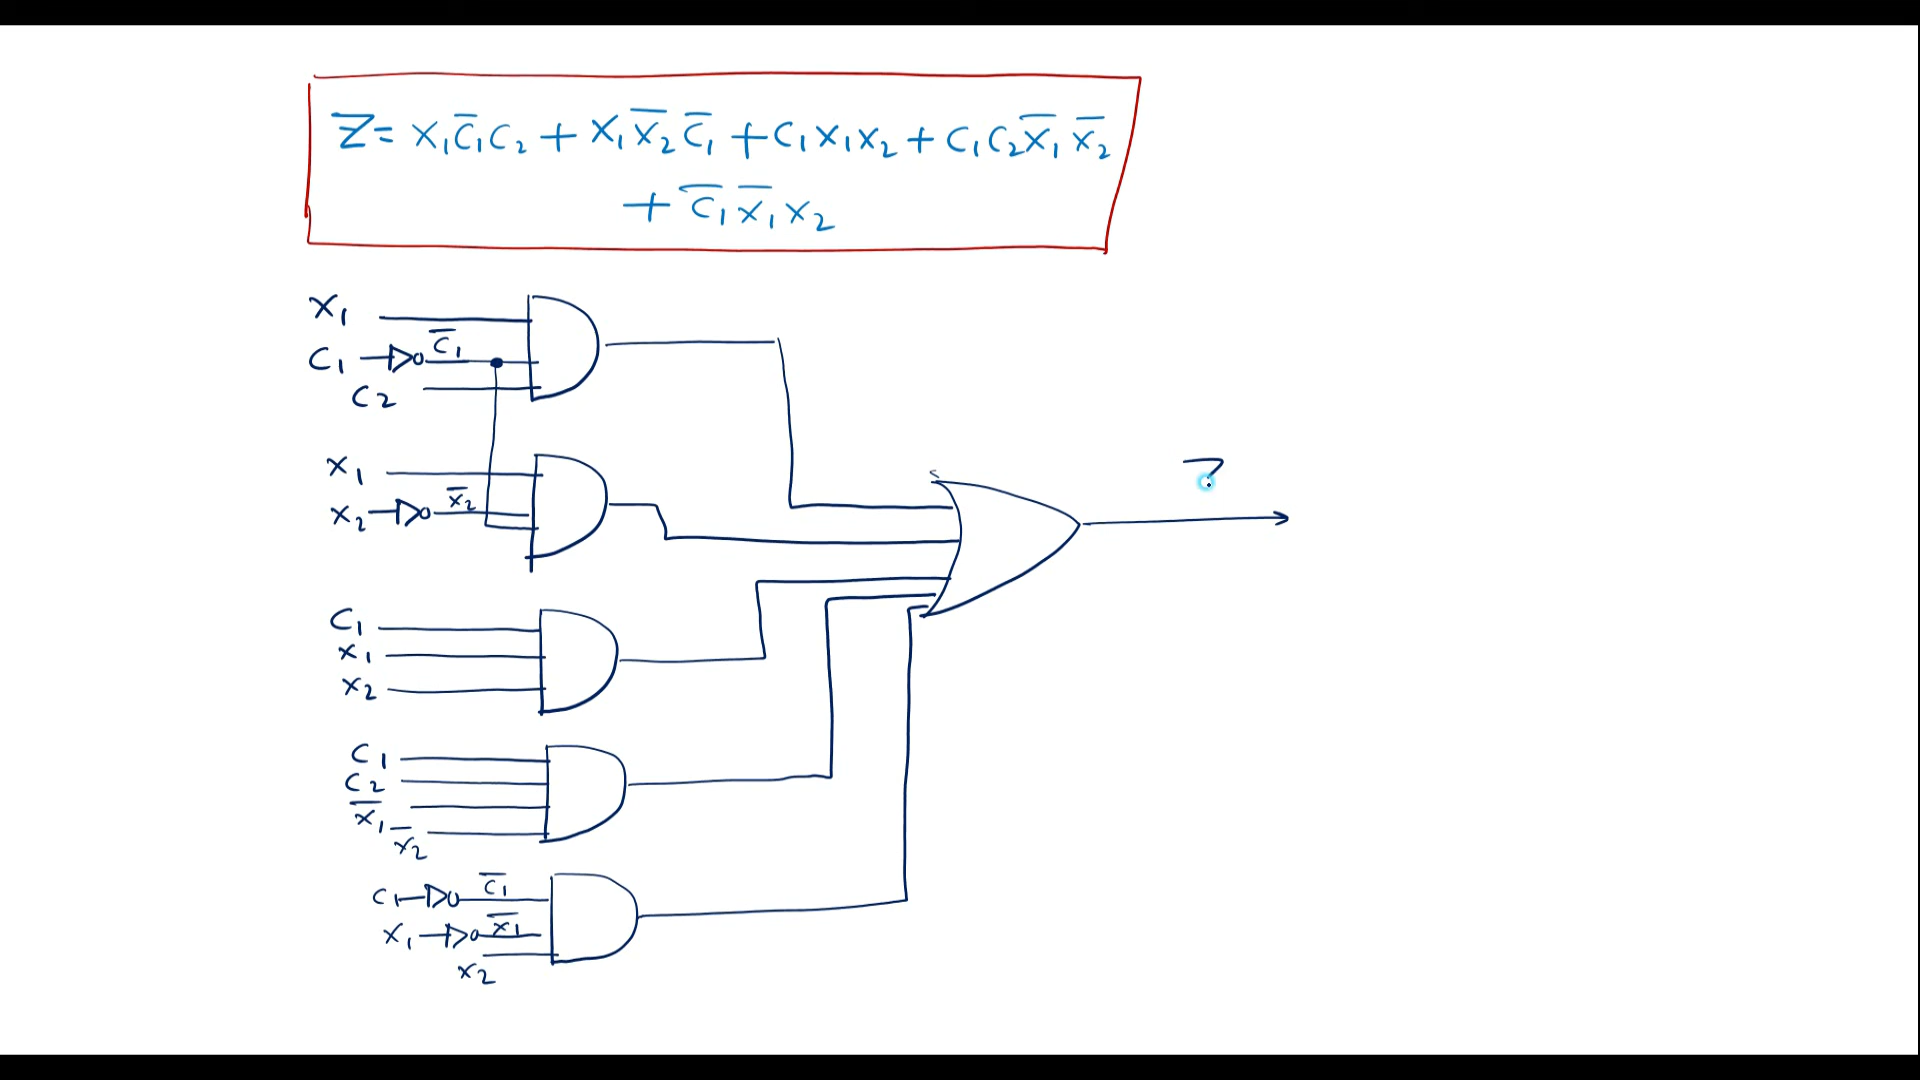 Z = X₁C̅₁C₂ + X₁X̅₂C̅₁ + C₁X₁X₂ + C₁C₂X̅₁X̅₂
+ C̅₁X̅₁X₂
X₁
C̅₁
C₁
C₂
X₁
X̅₂
X₂
C₁
X₁
X₂
C₁
C₂
X̅₁
X̅₂
C₁ C̅₁
X₁ X̅₁
X₂